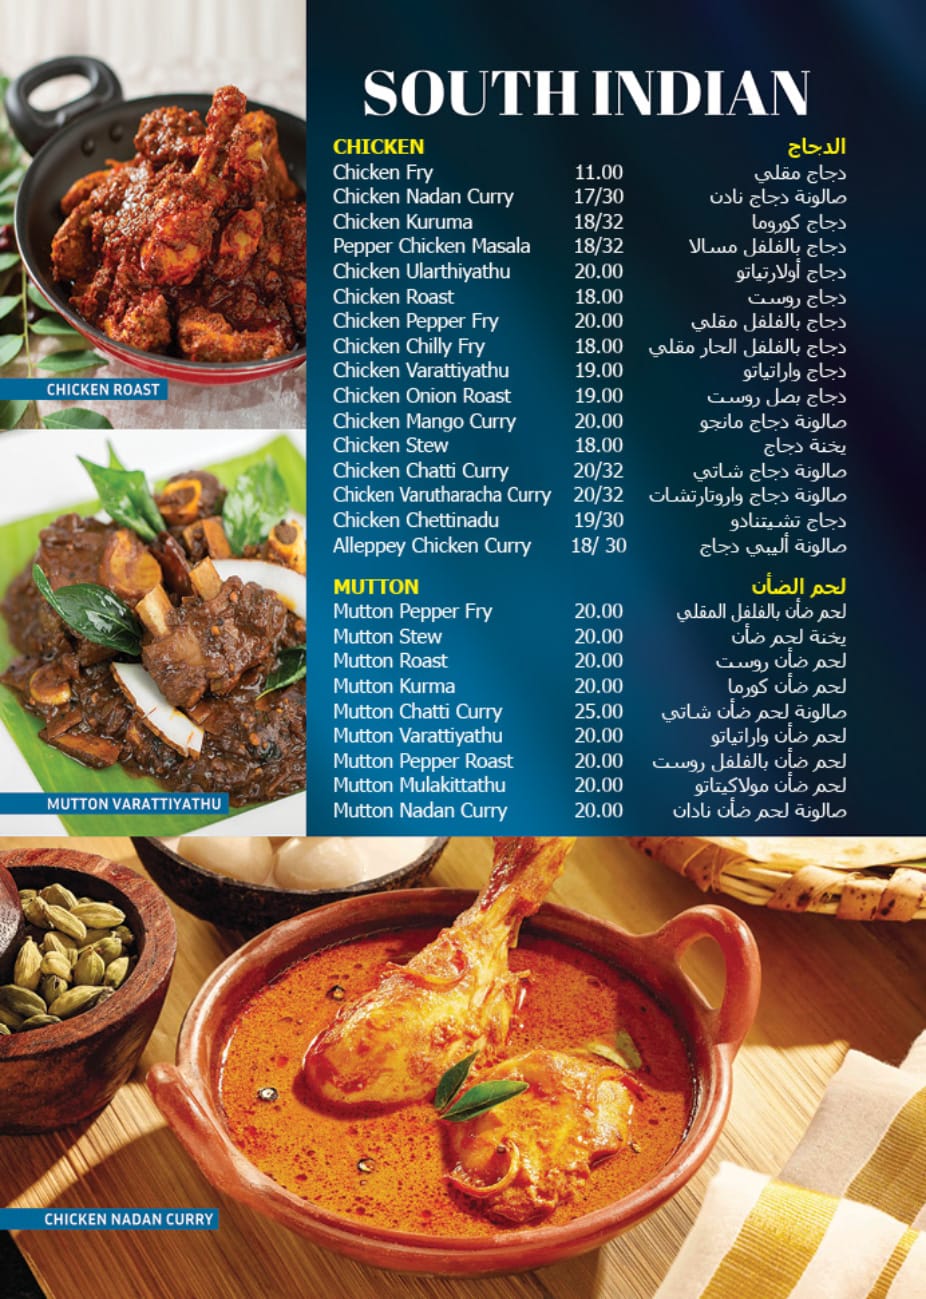 SOUTH INDIAN
CHICKEN الدجاج
Chicken Fry 11.00 دجاج مقلي
Chicken Nadan Curry 17/30 صالونة دجاج نادن
Chicken Kuruma 18/32 دجاج كوروما
Pepper Chicken Masala 18/32 دجاج بالفلفل مسالا
Chicken Ularthiyathu 20.00 دجاج أولارتياتو
Chicken Roast 18.00 دجاج روست
Chicken Pepper Fry 20.00 دجاج بالفلفل مقلي
Chicken Chilly Fry 18.00 دجاج بالفلفل الحار مقلي
Chicken Varattiyathu 19.00 دجاج واراتياتو
Chicken Onion Roast 19.00 دجاج بصل روست
Chicken Mango Curry 20.00 صالونة دجاج مانجو
Chicken Stew 18.00 يخنة دجاج
Chicken Chatti Curry 20/32 صالونة دجاج شاتي
Chicken Varutharacha Curry 20/32 صالونة دجاج واروتارتشات
Chicken Chettinadu 19/30 دجاج تشيتنادو
Alleppey Chicken Curry 18/ 30 صالونة أليبي دجاج
MUTTON لحم الضأن
Mutton Pepper Fry 20.00 لحم ضأن بالفلفل المقلي
Mutton Stew 20.00 يخنة لحم ضأن
Mutton Roast 20.00 لحم ضأن روست
Mutton Kurma 20.00 لحم ضأن كورما
Mutton Chatti Curry 25.00 صالونة لحم ضأن شاتي
Mutton Varattiyathu 20.00 لحم ضأن واراتياتو
Mutton Pepper Roast 20.00 لحم ضأن بالفلفل روست
Mutton Mulakittathu 20.00 لحم ضأن مولاكيتاتو
Mutton Nadan Curry 20.00 صالونة لحم ضأن نادان
CHICKEN ROAST
MUTTON VARATTIYATHU
CHICKEN NADAN CURRY